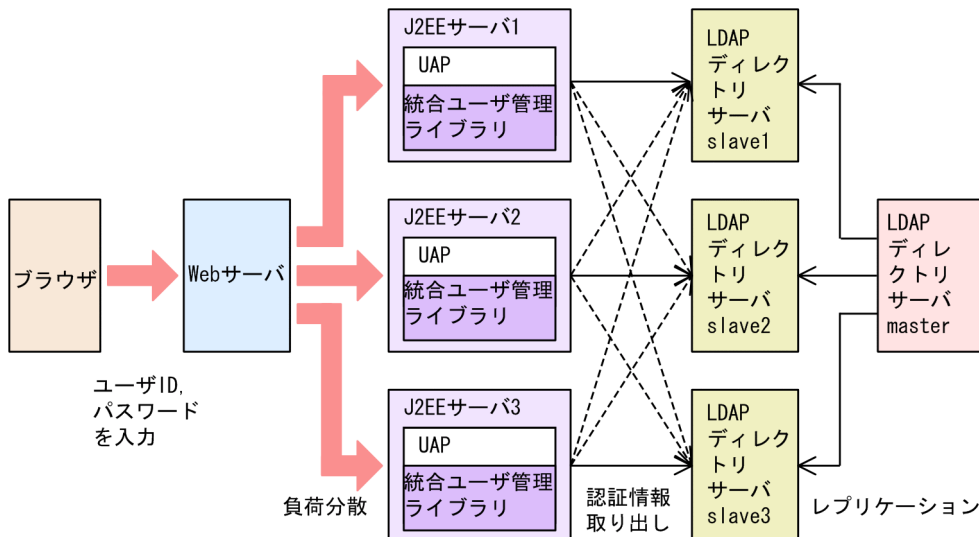 J2EEサーバ1
UAP
統合ユーザ管理
ライブラリ
LDAP
ディレク
トリ
サーバ
slave1
ブラウザ
Webサーバ
J2EEサーバ2
UAP
統合ユーザ管理
ライブラリ
LDAP
ディレク
トリ
サーバ
slave2
LDAP
ディレ
クトリ
サーバ
master
ユーザID,
パスワード
を入力
J2EEサーバ3
UAP
統合ユーザ管理
ライブラリ
LDAP
ディレク
トリ
サーバ
slave3
負荷分散
認証情報
取り出し
レプリケーション